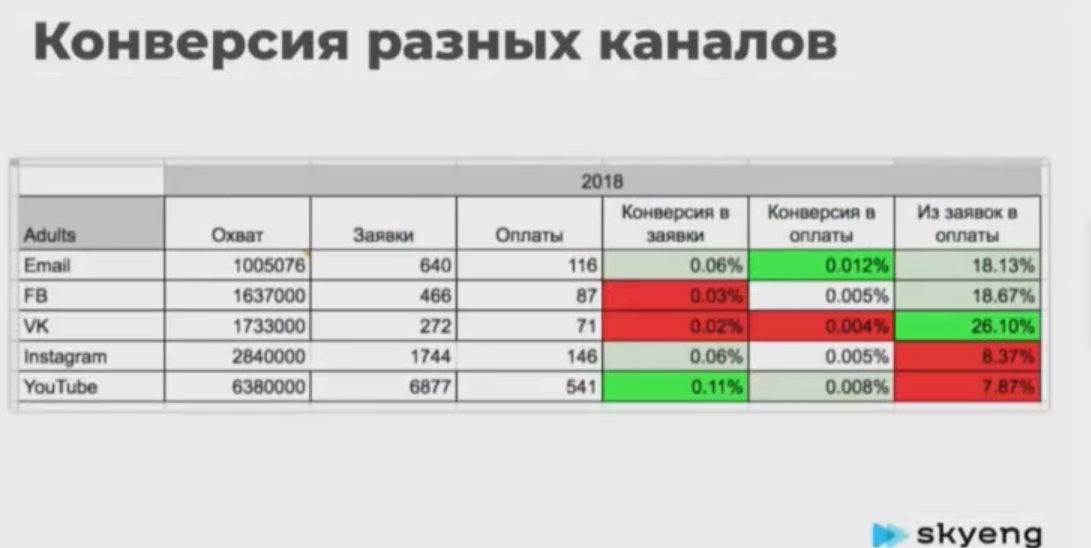 Конверсия разных каналов
2018
Adults Охват Заявки Оплаты Конверсия в заявки Конверсия в оплаты Из заявок в оплаты
Email 1005076 640 116 0.06% 0.012% 18.13%
FB 1637000 466 87 0.03% 0.005% 18.67%
VK 1733000 272 71 0.02% 0.004% 26.10%
Instagram 2840000 1744 146 0.06% 0.005% 8.37%
YouTube 6380000 6877 541 0.11% 0.008% 7.87%
skyeng